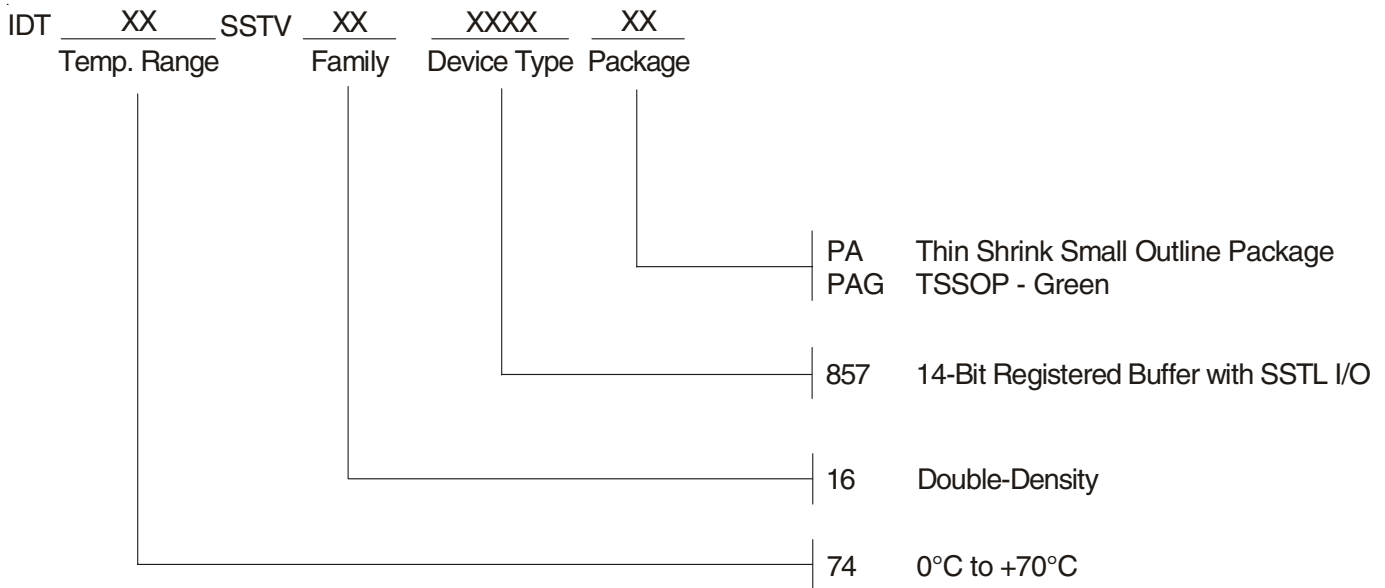 IDT XX SSTV XX XXXX XX
Temp. Range Family Device Type Package
PA Thin Shrink Small Outline Package
PAG TSSOP - Green
857 14-Bit Registered Buffer with SSTL I/O
16 Double-Density
74 0°C to +70°C